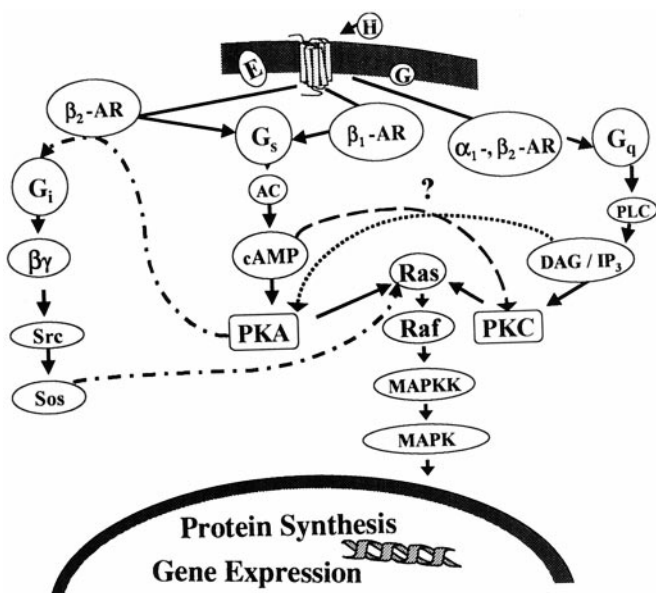 H
E
G
β₂-AR
Gₛ
β₁-AR
α₁-, β₂-AR
G_q
Gᵢ
AC
?
PLC
βγ
cAMP
DAG / IP₃
Ras
Src
PKA
Raf
PKC
Sos
MAPKK
MAPK
Protein Synthesis
Gene Expression